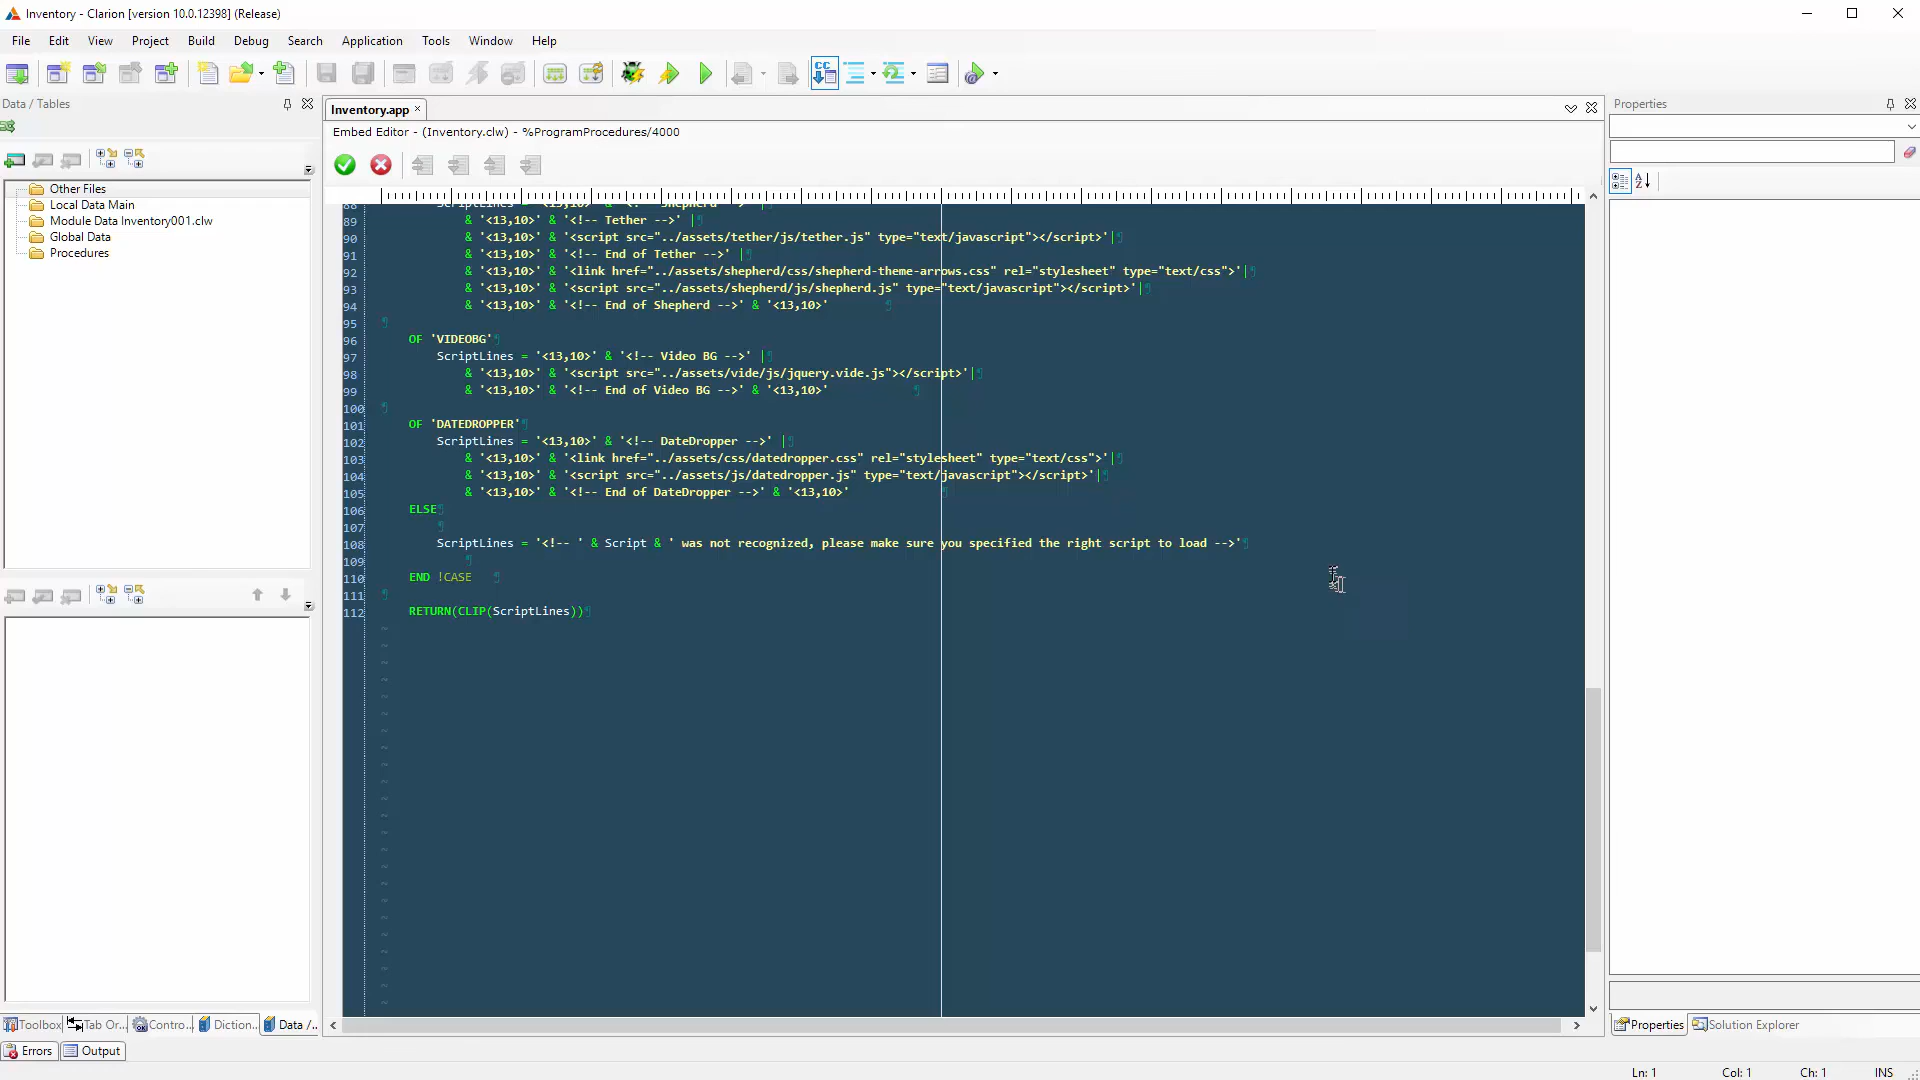 Inventory - Clarion [version 10.0.12398] (Release)
File Edit View Project Build Debug Search Application Tools Window Help
Data / Tables
Other Files
Local Data Main
Module Data Inventory001.clw
Global Data
Procedures
Toolbox Tab Or... Contro... Diction... Data /...
Errors Output
Inventory.app
Embed Editor - (Inventory.clw) - %ProgramProcedures/4000
89 & '<13,10>' & '<!-- Tether -->' |
90 & '<13,10>' & '<script src="../assets/tether/js/tether.js" type="text/javascript"></script>'|
91 & '<13,10>' & '<!-- End of Tether -->' |
92 & '<13,10>' & '<link href="../assets/shepherd/css/shepherd-theme-arrows.css" rel="stylesheet" type="text/css">'|
93 & '<13,10>' & '<script src="../assets/shepherd/js/shepherd.js" type="text/javascript"></script>'|
94 & '<13,10>' & '<!-- End of Shepherd -->' & '<13,10>'
95
96 OF 'VIDEOBG'
97 ScriptLines = '<13,10>' & '<!-- Video BG -->' |
98 & '<13,10>' & '<script src="../assets/vide/js/jquery.vide.js"></script>'|
99 & '<13,10>' & '<!-- End of Video BG -->' & '<13,10>'
100
101 OF 'DATEDROPPER'
102 ScriptLines = '<13,10>' & '<!-- DateDropper -->' |
103 & '<13,10>' & '<link href="../assets/css/datedropper.css" rel="stylesheet" type="text/css">'|
104 & '<13,10>' & '<script src="../assets/js/datedropper.js" type="text/javascript"></script>'|
105 & '<13,10>' & '<!-- End of DateDropper -->' & '<13,10>'
106 ELSE
107
108 ScriptLines = '<!-- ' & Script & ' was not recognized, please make sure you specified the right script to load -->'
109
110 END !CASE
111
112 RETURN(CLIP(ScriptLines))
Properties
Properties Solution Explorer
Ln: 1 Col: 1 Ch: 1 INS